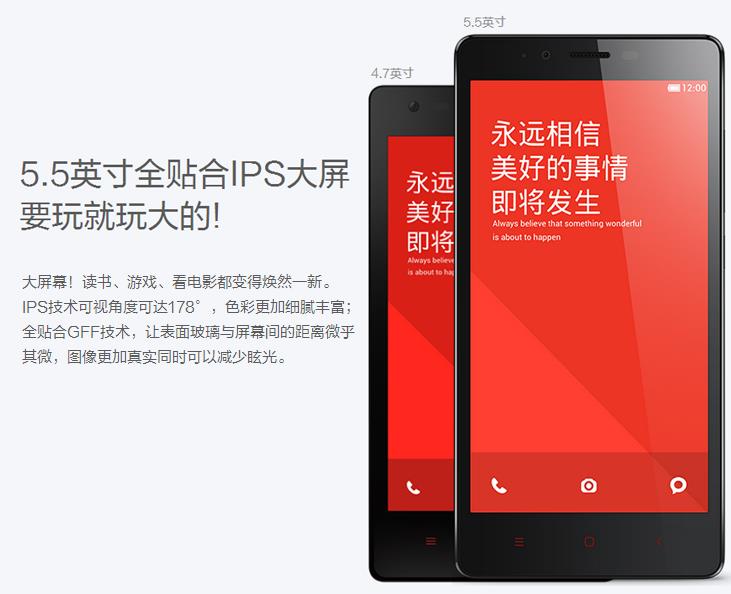 5.5英寸
4.7英寸
5.5英寸全贴合IPS大屏
要玩就玩大的!
大屏幕！读书、游戏、看电影都变得焕然一新。
IPS技术可视角度可达178°，色彩更加细腻丰富；
全贴合GFF技术，让表面玻璃与屏幕间的距离微乎
其微，图像更加真实同时可以减少眩光。
永远
美好
即将
Always believe
is about to hap
12:00
永远相信
美好的事情
即将发生
Always believe that something wonderful
is about to happen